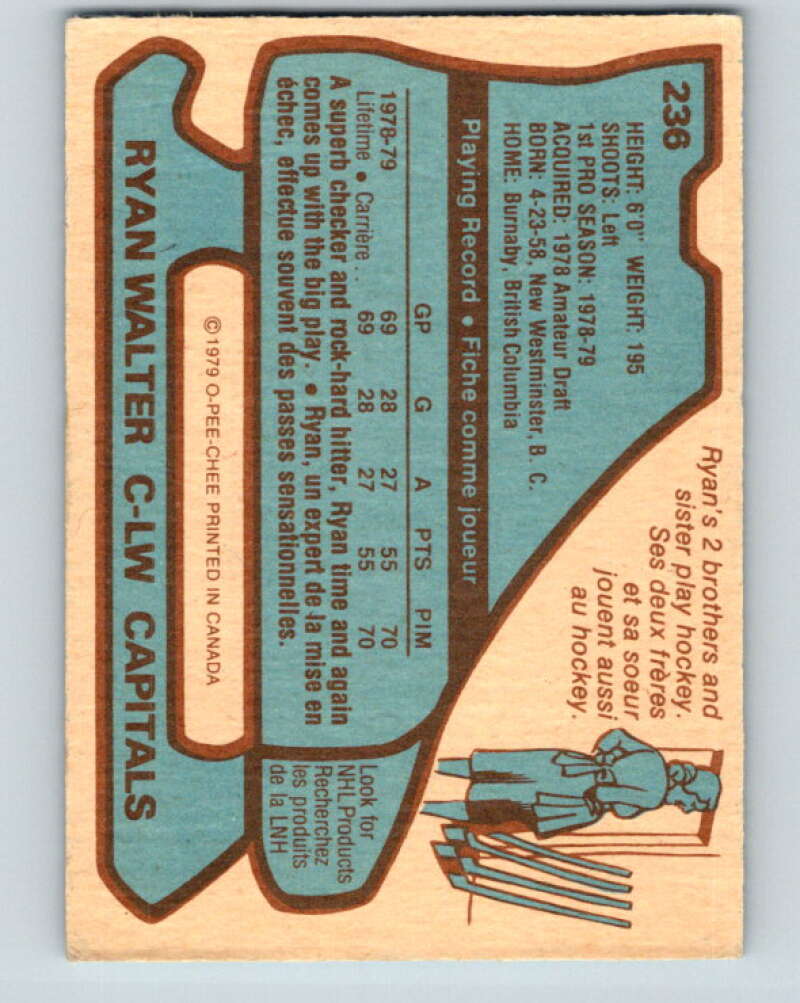 236
HEIGHT: 6'0" WEIGHT: 195
SHOOTS: Left
1st PRO SEASON: 1978-79
ACQUIRED: 1978 Amateur Draft
BORN: 4-23-58, New Westminster, B. C.
HOME: Burnaby, British Columbia
Ryan's 2 brothers and
sister play hockey.
Ses deux frères
et sa soeur
jouent aussi
au hockey.
Playing Record • Fiche comme joueur
GP G A PTS PIM
1978-79 69 28 27 55 70
Lifetime • Carrière . . 69 28 27 55 70
A superb checker and rock-hard hitter, Ryan time and again
comes up with the big play. • Ryan, un expert de la mise en
échec, effectue souvent des passes sensationnelles.
Look for
NHL Products
Recherchez
les produits
de la LNH
©1979 O-PEE-CHEE PRINTED IN CANADA
RYAN WALTER C-LW CAPITALS